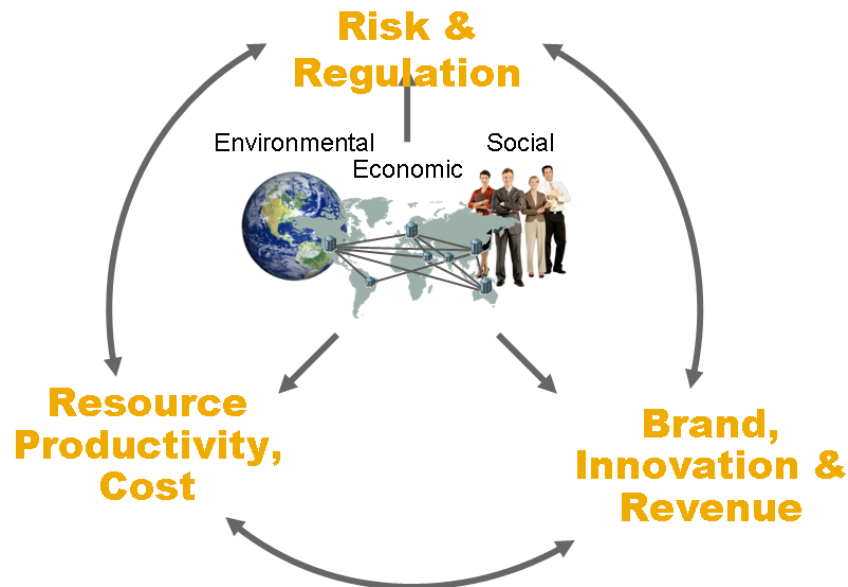 Risk &
Regulation
Environmental
Social
Economic
Resource
Productivity,
Cost
Brand,
Innovation &
Revenue